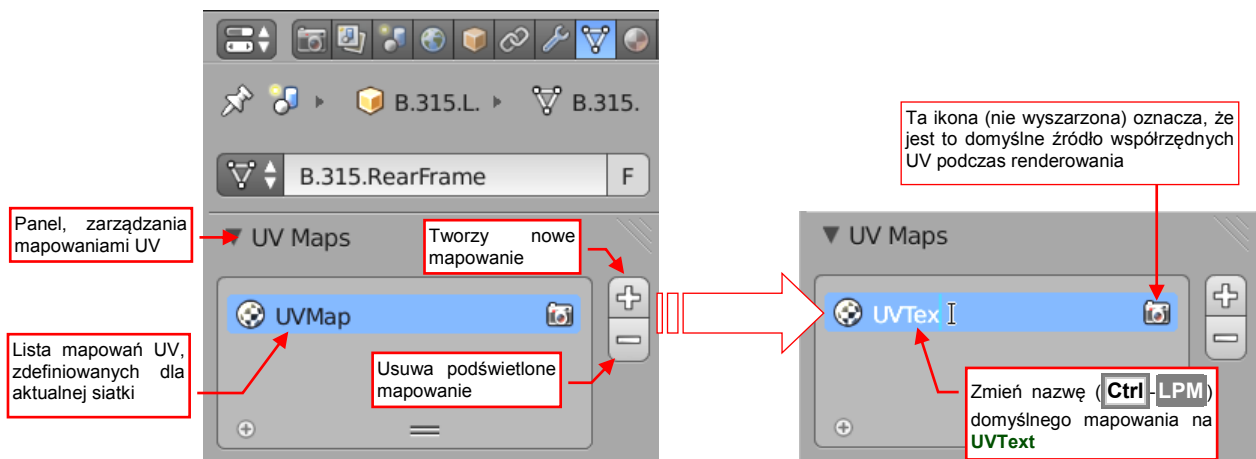 B.315.L.
B.315.
B.315.RearFrame
F
Panel, zarządzania
mapowaniami UV
UV Maps
Tworzy nowe
mapowanie
UVMap
Lista mapowań UV,
zdefiniowanych dla
aktualnej siatki
Usuwa podświetlone
mapowanie
Ta ikona (nie wyszarzona) oznacza, że
jest to domyślne źródło współrzędnych
UV podczas renderowania
UV Maps
UVTex
Zmień nazwę (Ctrl-LPM)
domyślnego mapowania na
UVText